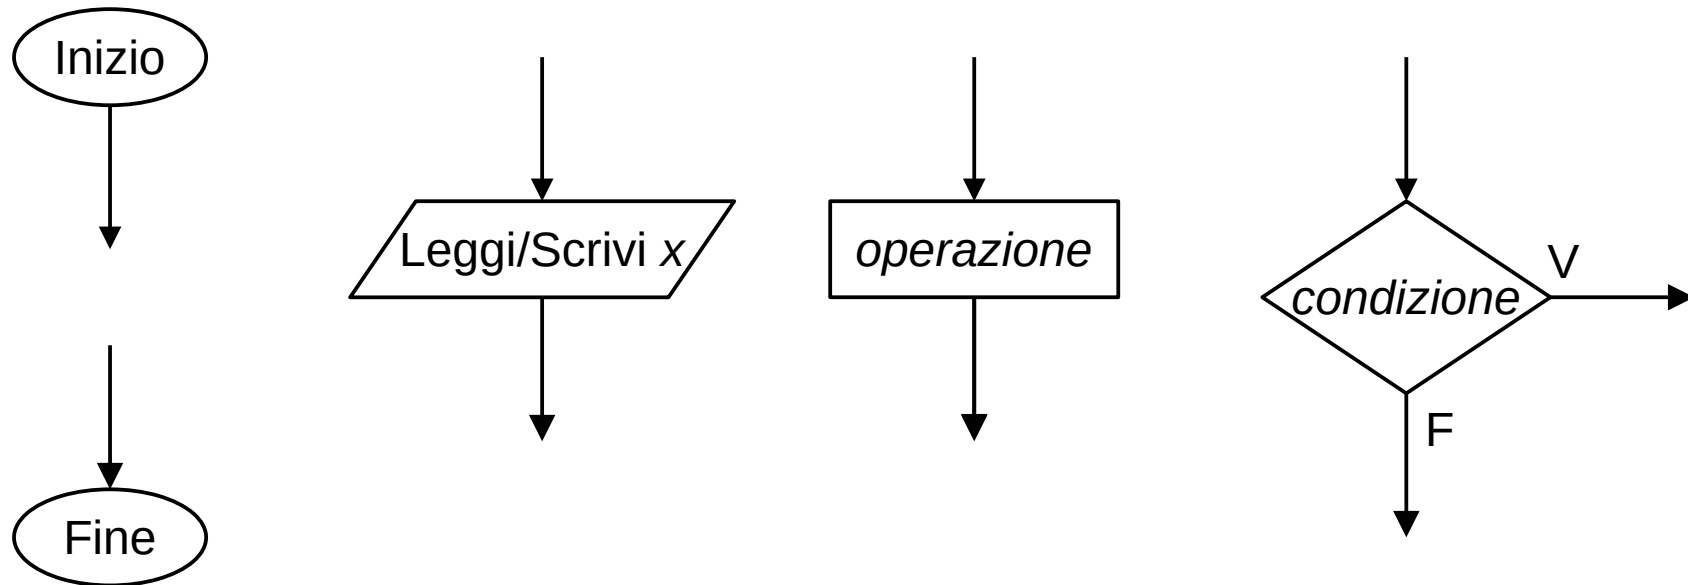 Inizio
Leggi/Scrivi x
operazione
condizione
V
F
Fine